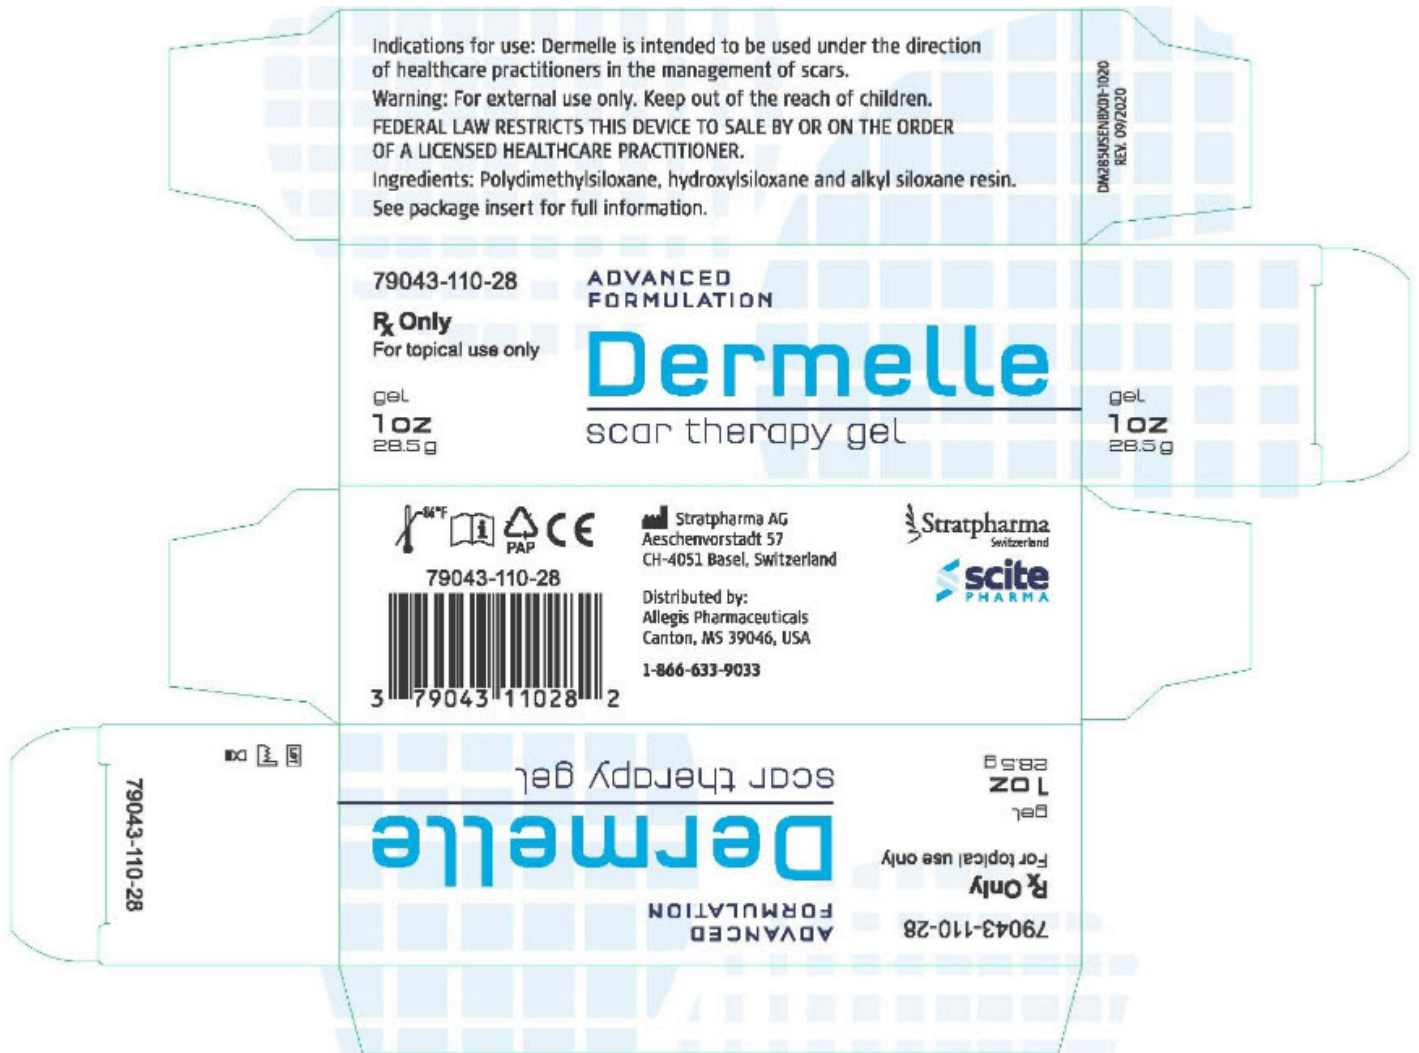 Indications for use: Dermelle is intended to be used under the direction
of healthcare practitioners in the management of scars.
Warning: For external use only. Keep out of the reach of children.
FEDERAL LAW RESTRICTS THIS DEVICE TO SALE BY OR ON THE ORDER
OF A LICENSED HEALTHCARE PRACTITIONER.
Ingredients: Polydimethylsiloxane, hydroxylsiloxane and alkyl siloxane resin.
See package insert for full information.
DM285USENBX01-1020
REV. 09/2020
79043-110-28
Rx Only
For topical use only
gel
1oz
28.5 g
ADVANCED
FORMULATION
Dermelle
scar therapy gel
gel
1oz
28.5 g
86°F
PAP
CE
79043-110-28
3 79043 11028 2
Stratpharma AG
Aeschenvorstadt 57
CH-4051 Basel, Switzerland
Distributed by:
Allegis Pharmaceuticals
Canton, MS 39046, USA
1-866-633-9033
Stratpharma
Switzerland
scite
PHARMA
79043-110-28
79043-110-28
Rx Only
For topical use only
gel
1oz
28.5 g
ADVANCED
FORMULATION
Dermelle
scar therapy gel